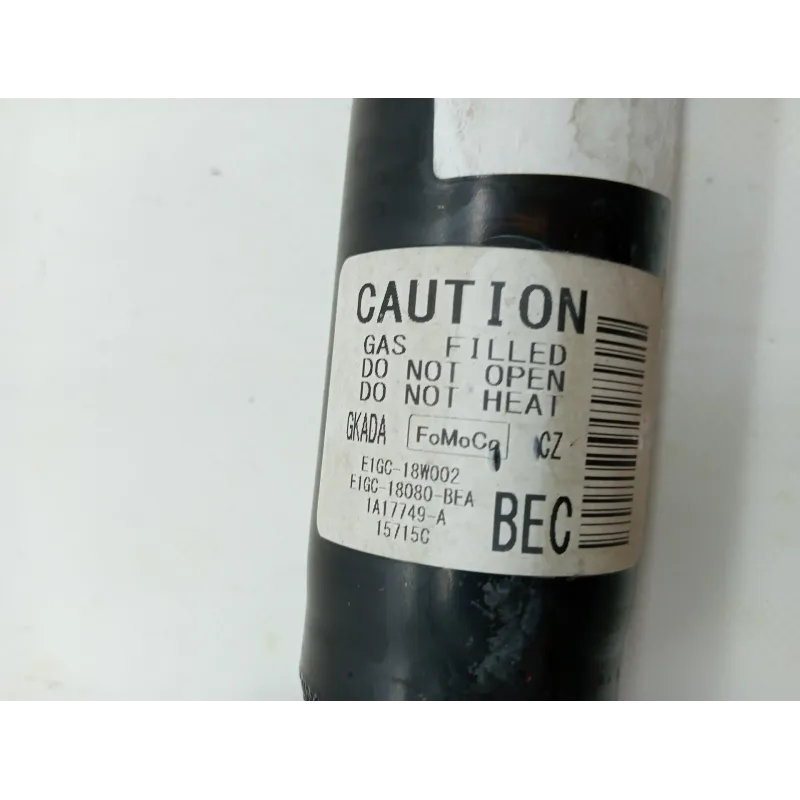 CAUTION
GAS FILLED
DO NOT OPEN
DO NOT HEAT
GKADA FoMoCo CZ
E1GC-18W002
E1GC-18080-BEA
1A17749-A
15715C
BEC